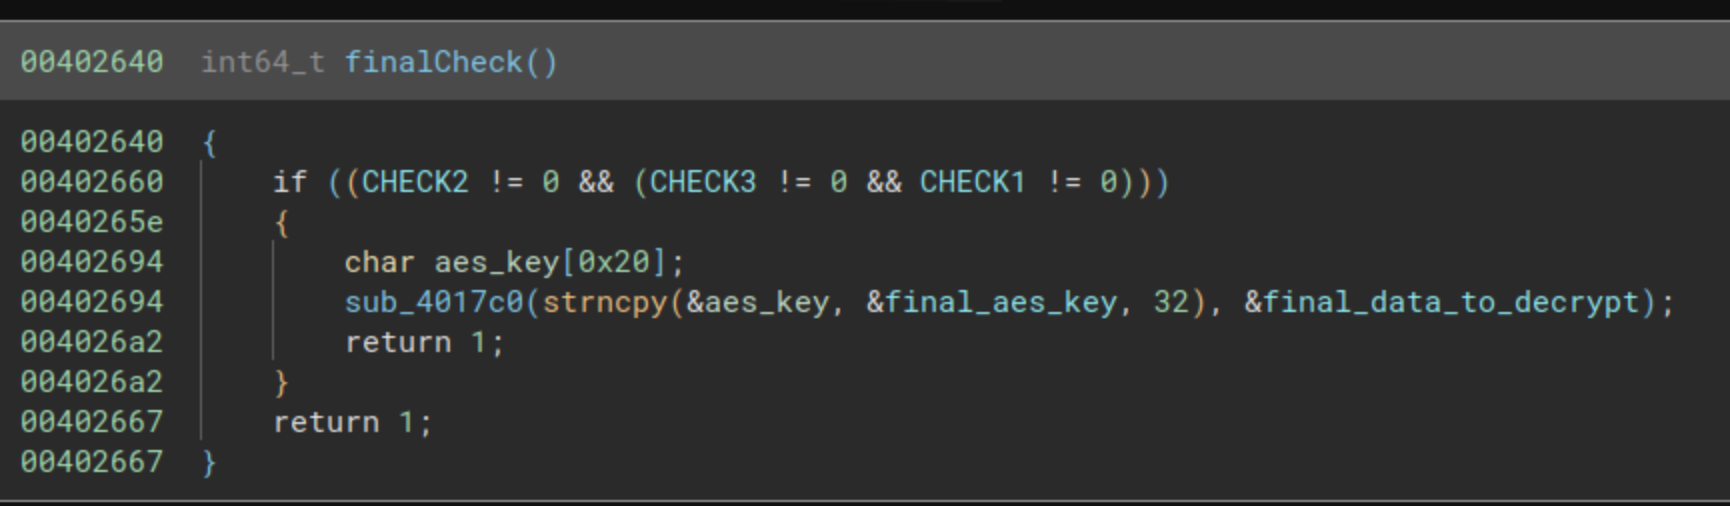 00402640 int64_t finalCheck()
00402640 {
00402660 if ((CHECK2 != 0 && (CHECK3 != 0 && CHECK1 != 0)))
0040265e {
00402694 char aes_key[0x20];
00402694 sub_4017c0(strncpy(&aes_key, &final_aes_key, 32), &final_data_to_decrypt);
004026a2 return 1;
004026a2 }
00402667 return 1;
00402667 }